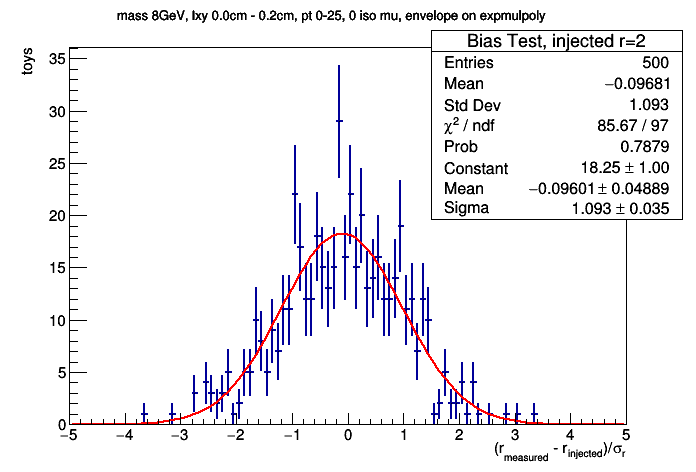 mass 8GeV, lxy 0.0cm - 0.2cm, pt 0-25, 0 iso mu, envelope on expmulpoly
Bias Test, injected r=2
Entries 500
Mean −0.09681
Std Dev 1.093
χ² / ndf 85.67 / 97
Prob 0.7879
Constant 18.25 ± 1.00
Mean −0.09601 ± 0.04889
Sigma 1.093 ± 0.035
toys
35
30
25
20
15
10
5
0
−5 −4 −3 −2 −1 0 1 2 3 4 5
(r_measured - r_injected)/σ_r